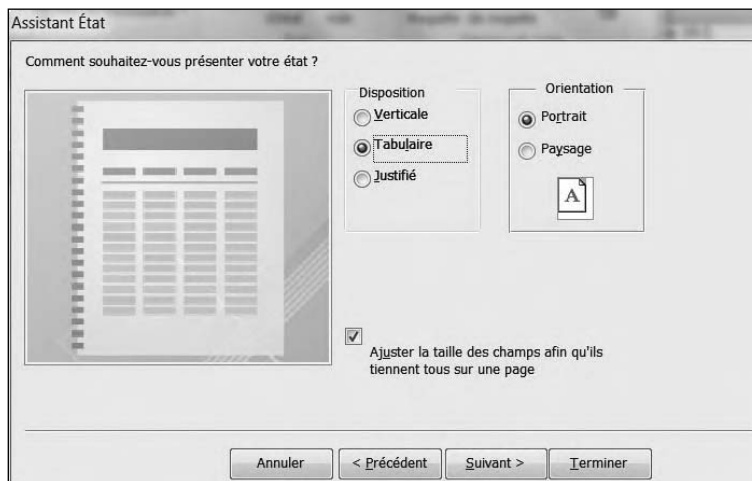 Assistant État
Comment souhaitez-vous présenter votre état ?
Disposition
Verticale
Tabulaire
Justifié
Orientation
Portrait
Paysage
A
Ajuster la taille des champs afin qu'ils
tiennent tous sur une page
Annuler
< Précédent
Suivant >
Terminer